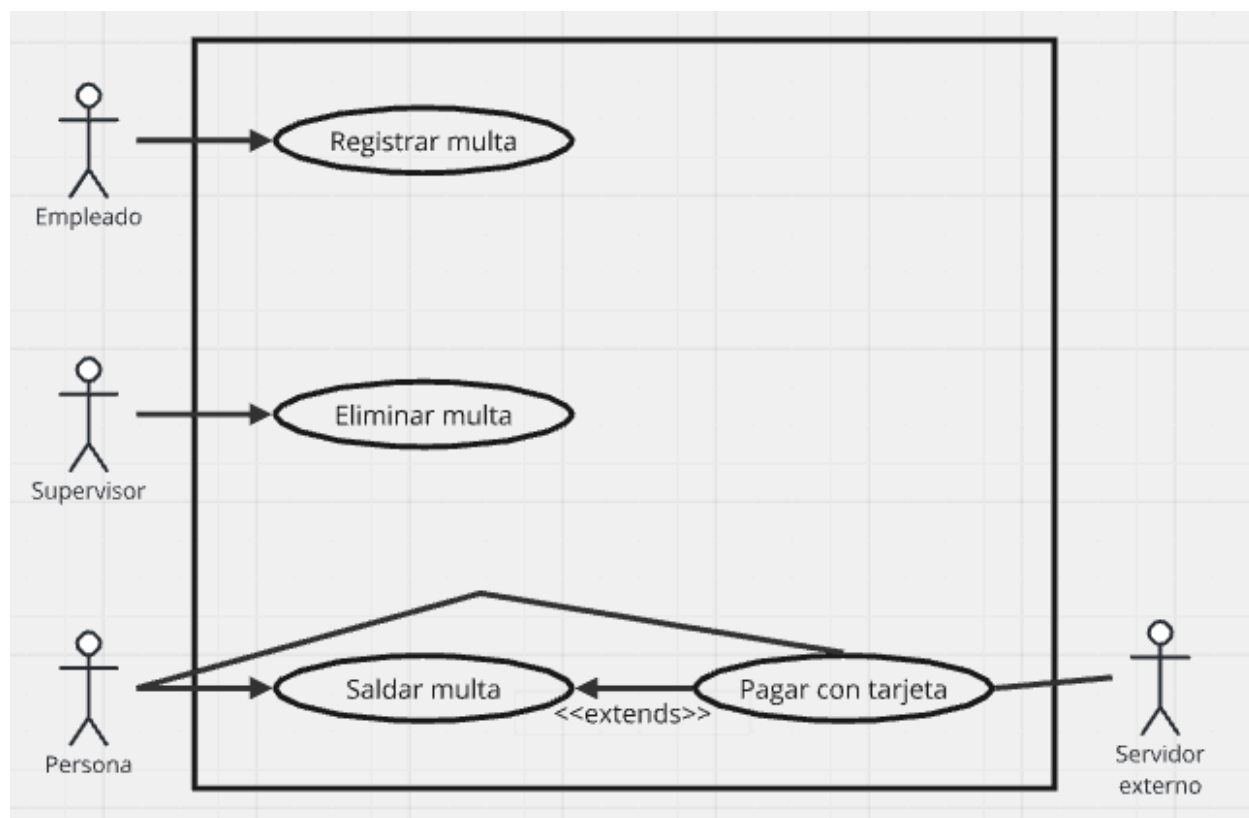 Registrar multa
Empleado
Eliminar multa
Supervisor
Saldar multa
Pagar con tarjeta
<<extends>>
Persona
Servidor
externo